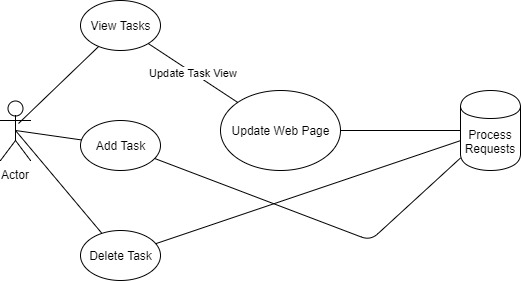 View Tasks
Update Task View
Update Web Page
Process
Requests
Add Task
Actor
Delete Task